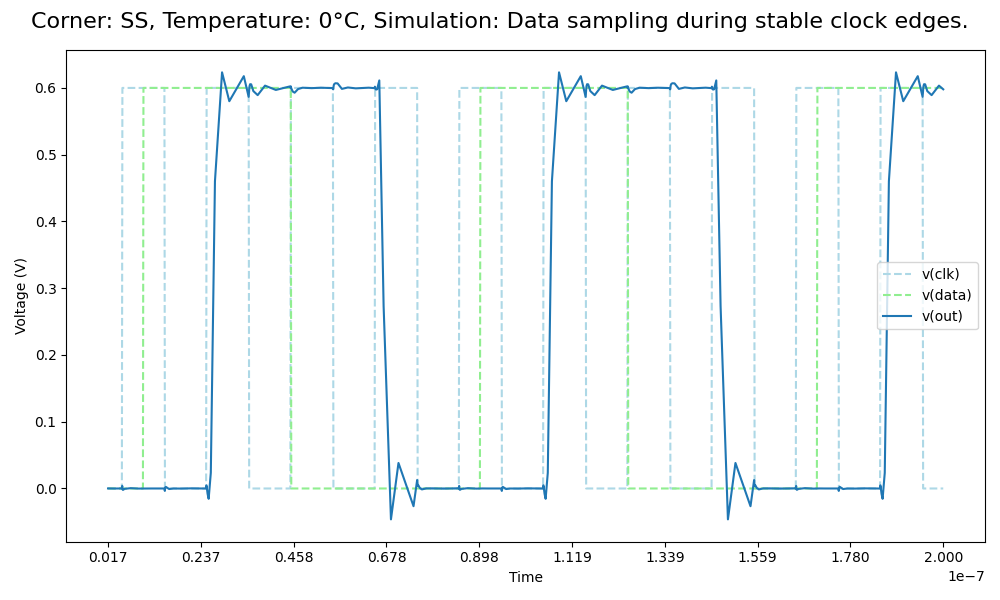 Corner: SS, Temperature: 0°C, Simulation: Data sampling during stable clock edges.
Voltage (V)
0.6
0.5
0.4
0.3
0.2
0.1
0.0
v(clk)
v(data)
v(out)
0.017 0.237 0.458 0.678 0.898 1.119 1.339 1.559 1.780 2.000
Time
1e−7